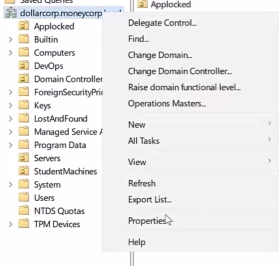 Saved Queries
dollarcorp.moneycorp.local
Applocked
Builtin
Computers
DevOps
Domain Controller
ForeignSecurityPrin
Keys
LostAndFound
Managed Service A
Program Data
Servers
StudentMachines
System
Users
NTDS Quotas
TPM Devices
Applocked
Delegate Control...
Find...
Change Domain...
Change Domain Controller...
Raise domain functional level...
Operations Masters...
New
All Tasks
View
Refresh
Export List...
Properties
Help